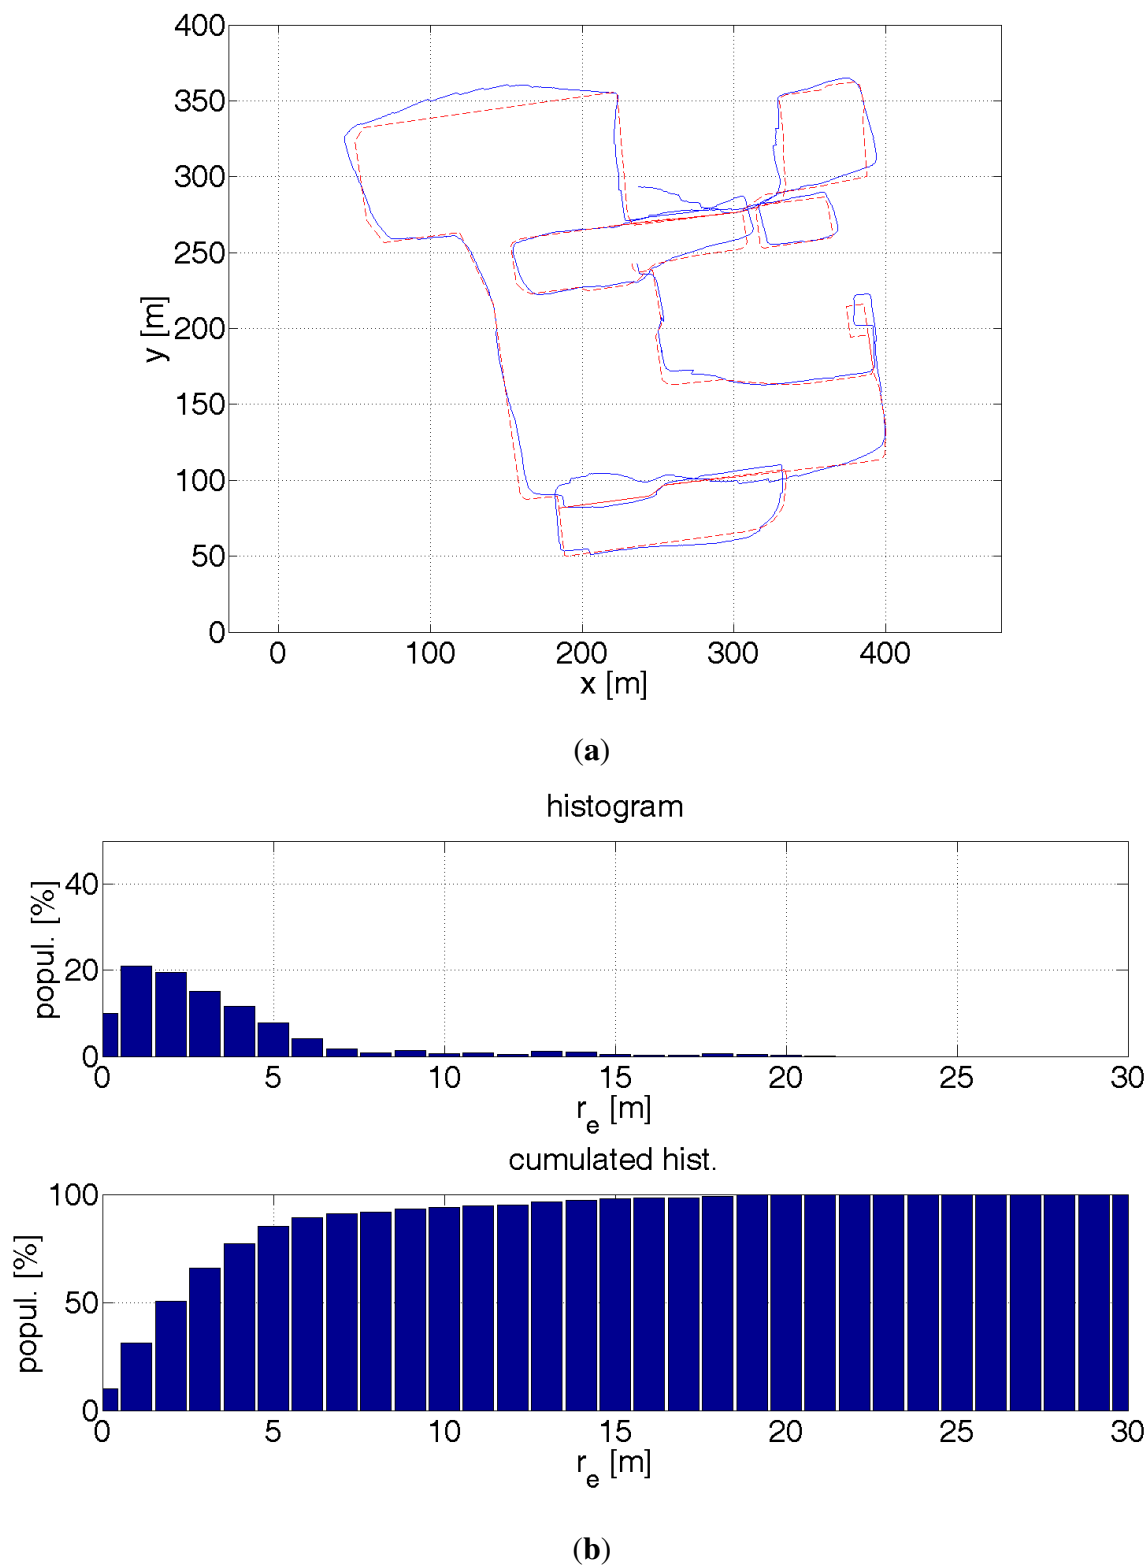 400
350
300
250
200
150
100
50
0
y [m]
0 100 200 300 400
x [m]
(a)
histogram
40
20
0
popul. [%]
0 5 10 15 20 25 30
r_e [m]
cumulated hist.
100
50
0
popul. [%]
0 5 10 15 20 25 30
r_e [m]
(b)